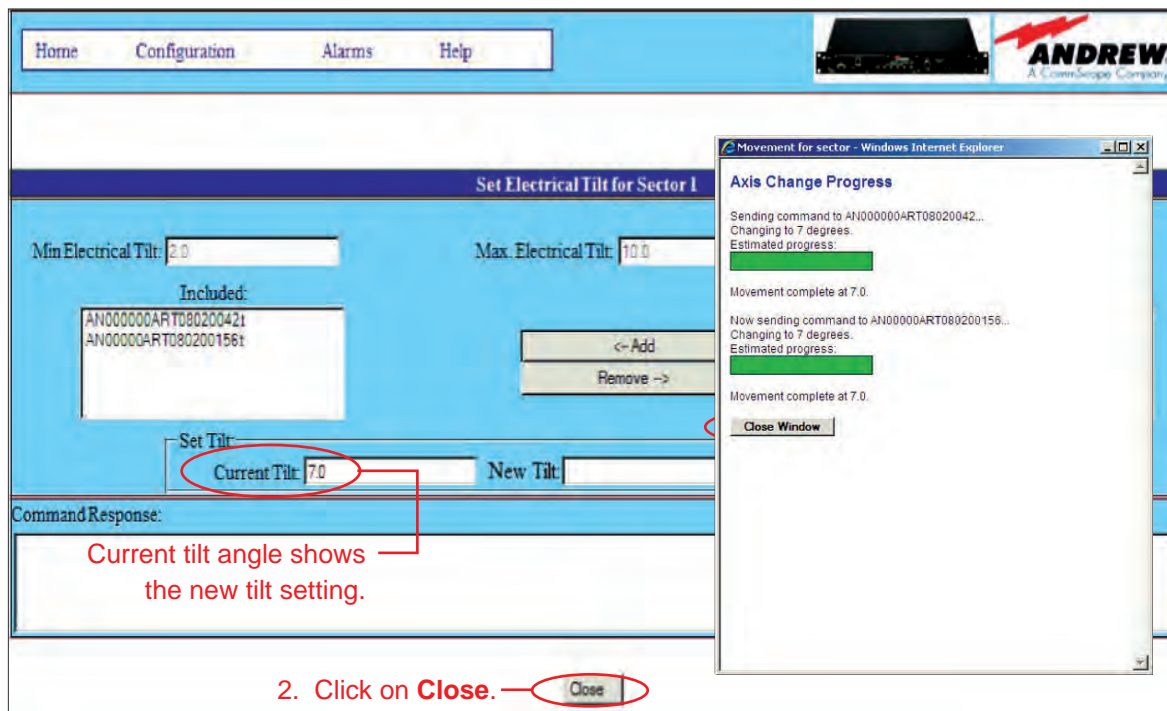 Home Configuration Alarms Help
ANDREW.
A CommScope Company
Set Electrical Tilt for Sector 1
Min Electrical Tilt: 2.0
Max. Electrical Tilt: 10.0
Included:
AN000000ART08020042t
AN00000ART080200156t
<-- Add
Remove -->
Set Tilt:
Current Tilt: 7.0
New Tilt:
Command Response:
Current tilt angle shows
the new tilt setting.
2. Click on Close.
Close
Movement for sector - Windows Internet Explorer
Axis Change Progress
Sending command to AN000000ART08020042...
Changing to 7 degrees.
Estimated progress:
Movement complete at 7.0.
Now sending command to AN00000ART080200156...
Changing to 7 degrees.
Estimated progress:
Movement complete at 7.0.
Close Window